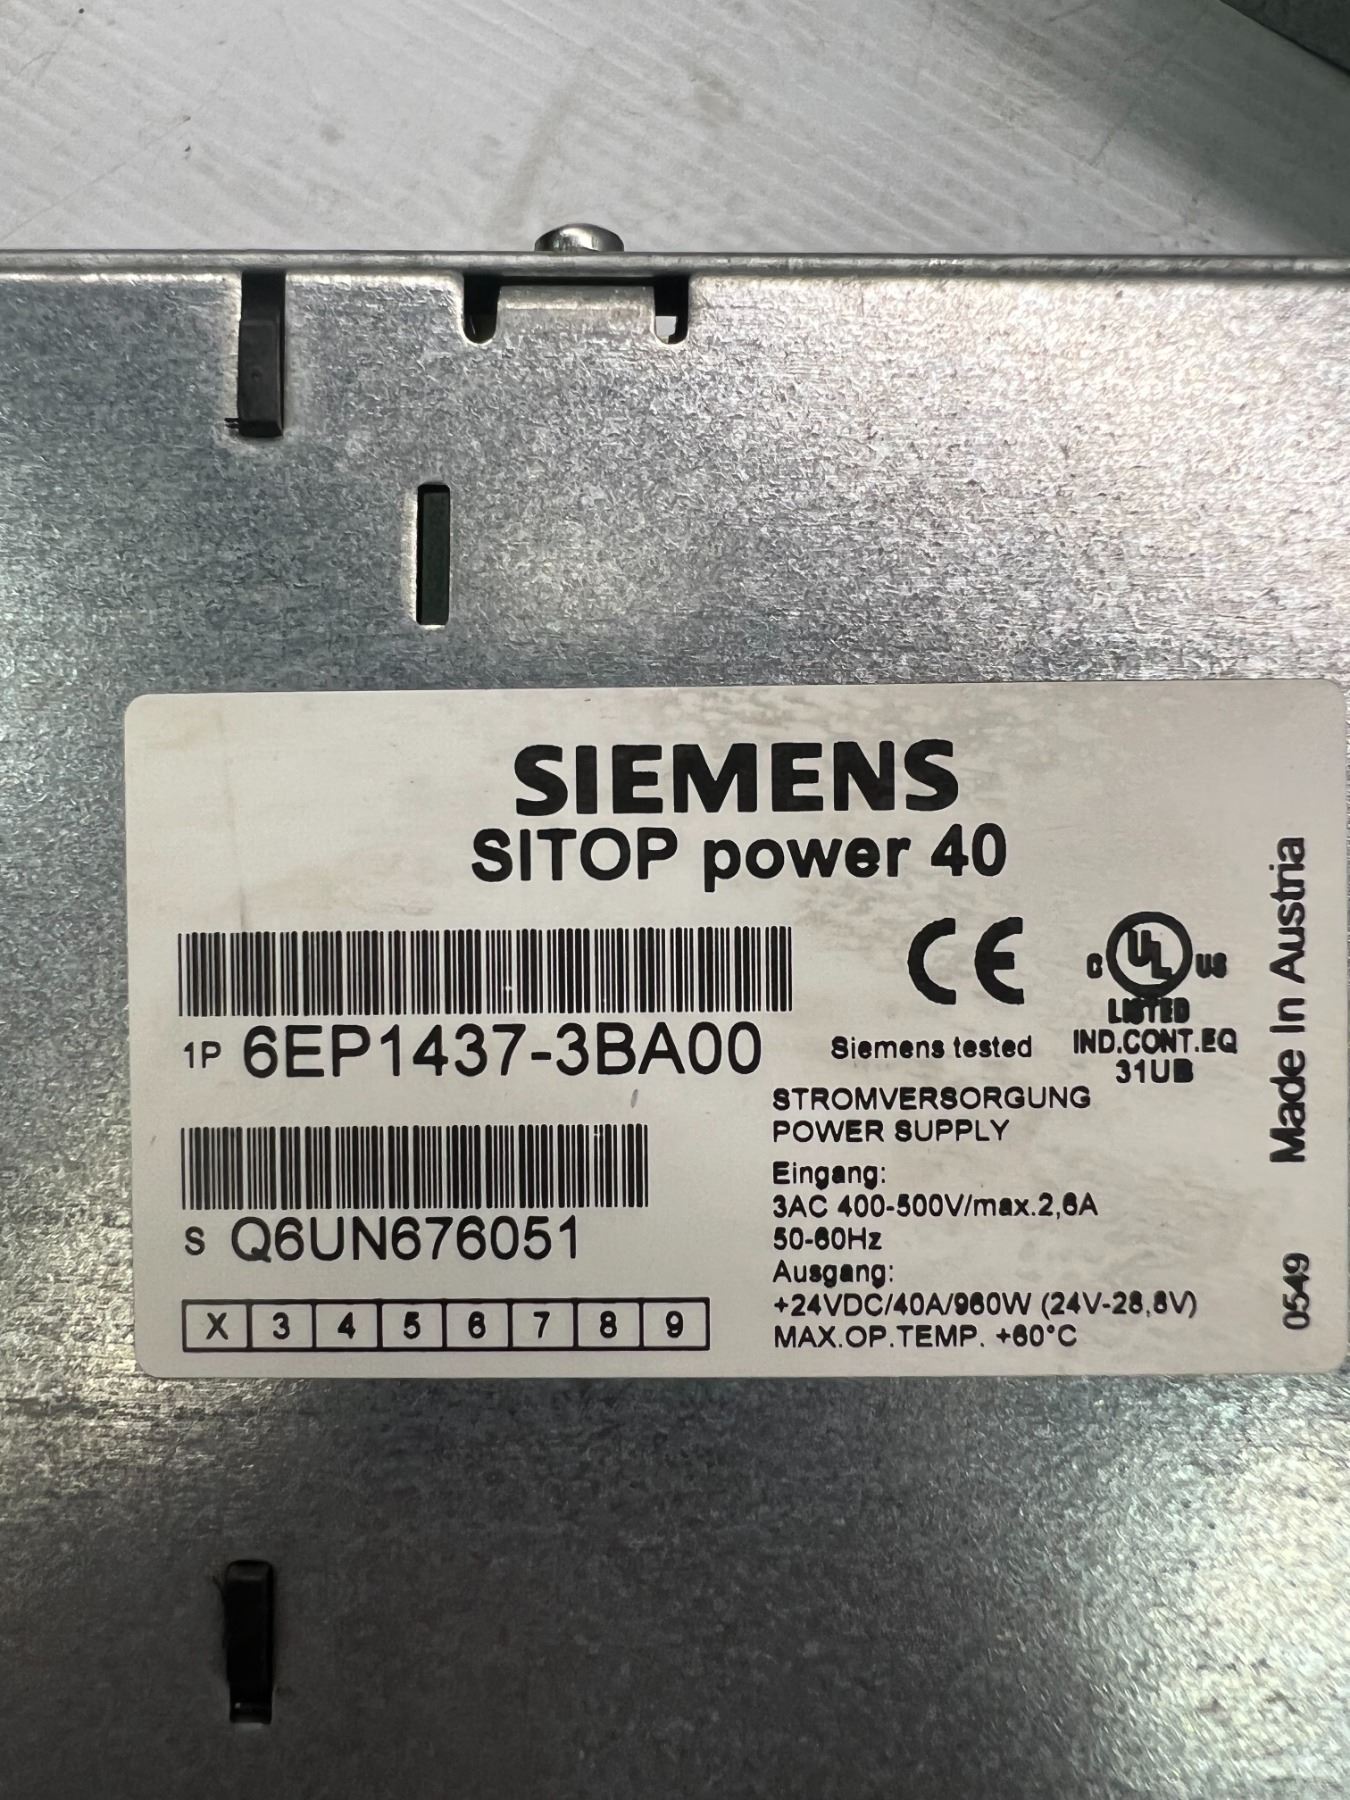 SIEMENS
SITOP power 40
1P 6EP1437-3BA00
S Q6UN676051
X 3 4 5 6 7 8 9
CE
Siemens tested
C UL US
LISTED
IND.CONT.EQ
31UB
STROMVERSORGUNG
POWER SUPPLY
Eingang:
3AC 400-500V/max.2,6A
50-60Hz
Ausgang:
+24VDC/40A/960W (24V-28,8V)
MAX.OP.TEMP. +60°C
Made In Austria
0549